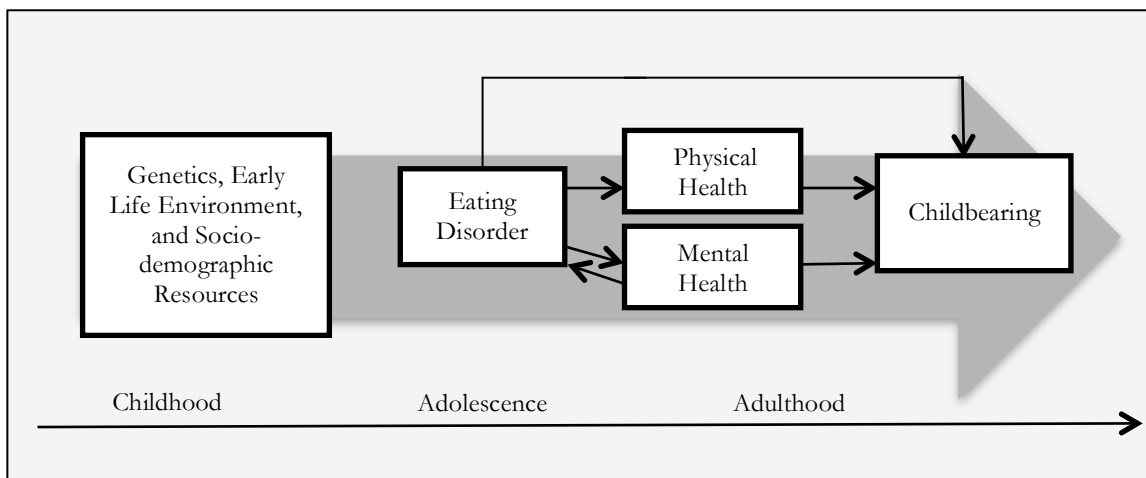 Genetics, Early
Life Environment,
and Socio-
demographic
Resources
Eating
Disorder
Physical
Health
Mental
Health
Childbearing
Childhood
Adolescence
Adulthood